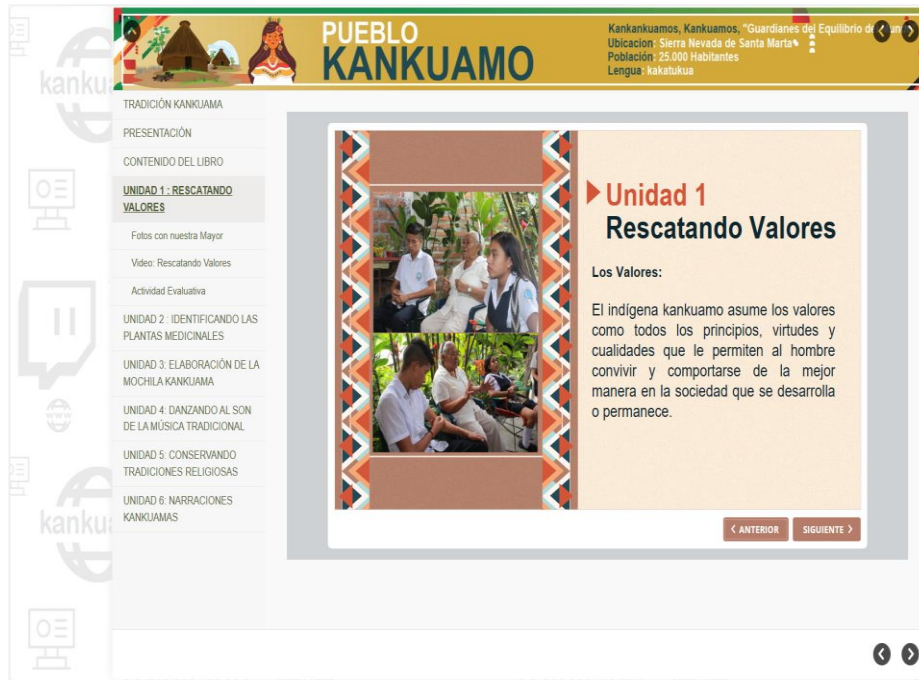 PUEBLO
KANKUAMO
Kankankuamos, Kankuamos, "Guardianes del Equilibrio de
Ubicacion: Sierra Nevada de Santa Marta
Población: 25.000 Habitantes
Lengua: kakatukua
TRADICIÓN KANKUAMA
PRESENTACIÓN
CONTENIDO DEL LIBRO
UNIDAD 1 : RESCATANDO
VALORES
Fotos con nuestra Mayor
Video: Rescatando Valores
Actividad Evaluativa
UNIDAD 2 : IDENTIFICANDO LAS
PLANTAS MEDICINALES
UNIDAD 3: ELABORACIÓN DE LA
MOCHILA KANKUAMA
UNIDAD 4: DANZANDO AL SON
DE LA MÚSICA TRADICIONAL
UNIDAD 5: CONSERVANDO
TRADICIONES RELIGIOSAS
UNIDAD 6: NARRACIONES
KANKUAMAS
Unidad 1
Rescatando Valores
Los Valores:
El indígena kankuamo asume los valores
como todos los principios, virtudes y
cualidades que le permiten al hombre
convivir y comportarse de la mejor
manera en la sociedad que se desarrolla
o permanece.
ANTERIOR
SIGUIENTE
kanku
www
kanku